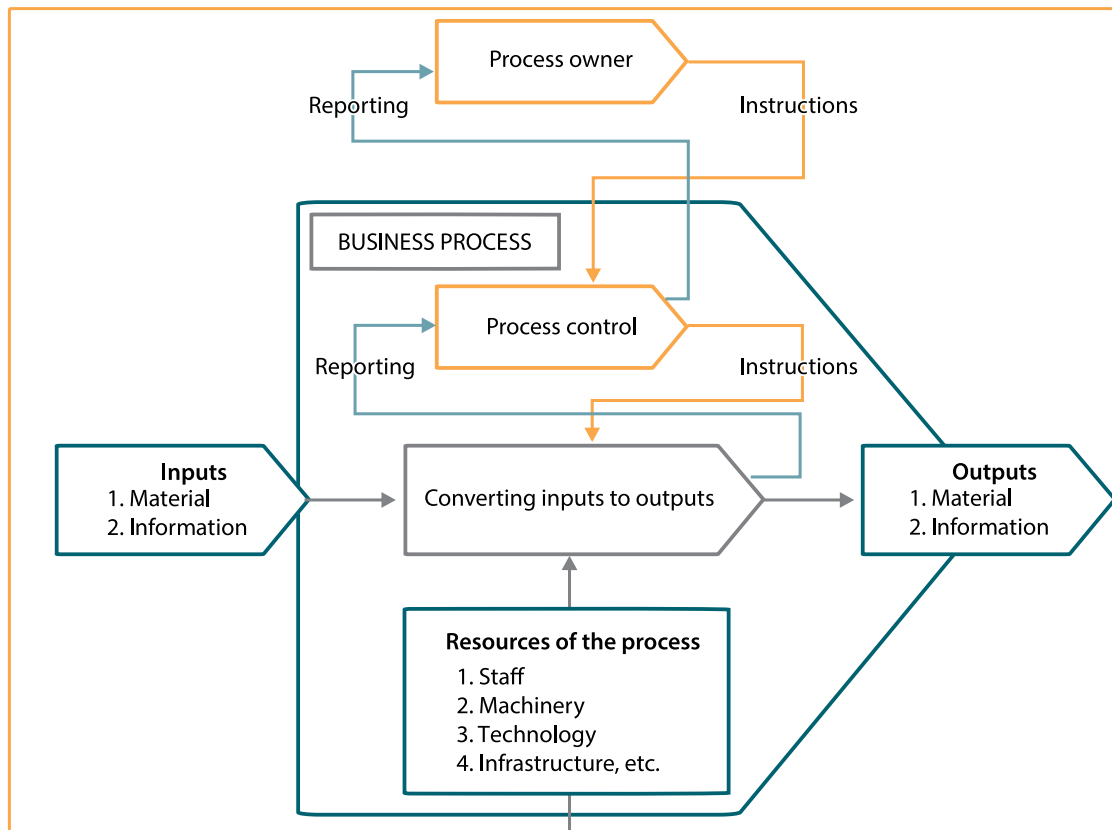 Process owner
Reporting
Instructions
BUSINESS PROCESS
Process control
Reporting
Instructions
Inputs
1. Material
2. Information
Converting inputs to outputs
Outputs
1. Material
2. Information
Resources of the process
1. Staff
2. Machinery
3. Technology
4. Infrastructure, etc.